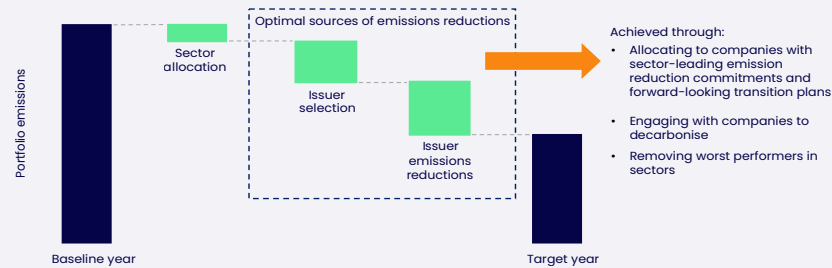 Optimal sources of emissions reductions
Portfolio emissions
Sector
allocation
Issuer
selection
Issuer
emissions
reductions
Baseline year
Target year
Achieved through:
• Allocating to companies with
sector-leading emission
reduction commitments and
forward-looking transition plans
• Engaging with companies to
decarbonise
• Removing worst performers in
sectors